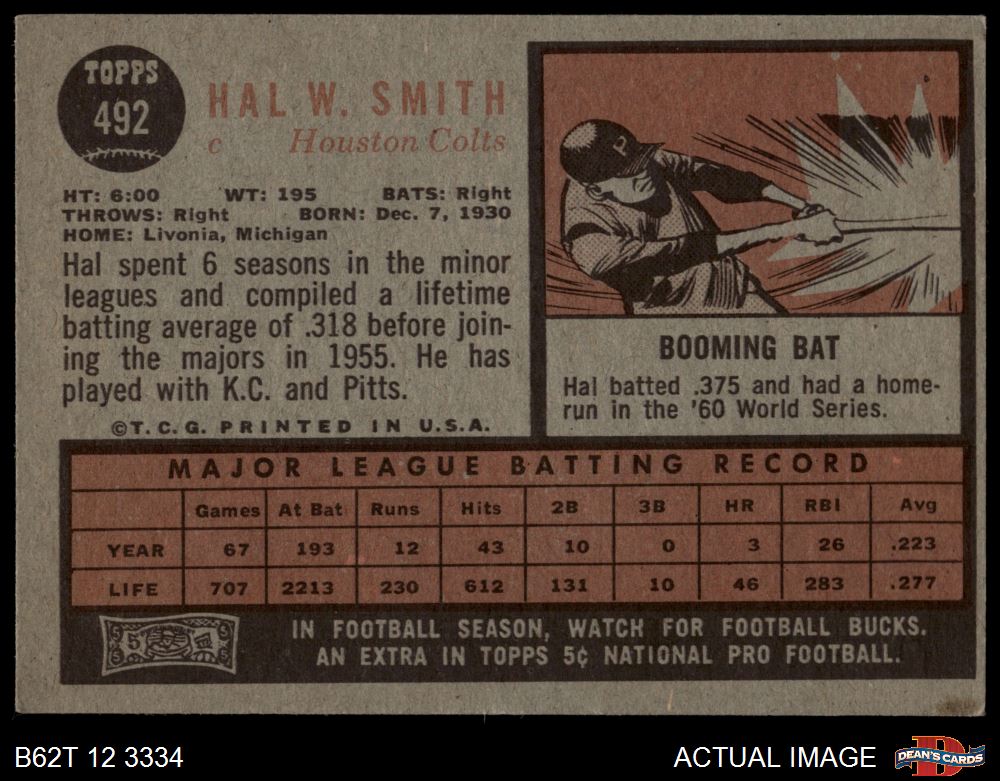 TOPPS
492
HAL W. SMITH
c Houston Colts
HT: 6:00 WT: 195 BATS: Right
THROWS: Right BORN: Dec. 7, 1930
HOME: Livonia, Michigan
Hal spent 6 seasons in the minor
leagues and compiled a lifetime
batting average of .318 before join-
ing the majors in 1955. He has
played with K.C. and Pitts.
©T.C.G. PRINTED IN U.S.A.
P
BOOMING BAT
Hal batted .375 and had a home-
run in the '60 World Series.
MAJOR LEAGUE BATTING RECORD
Games At Bat Runs Hits 2B 3B HR RBI Avg
YEAR 67 193 12 43 10 0 3 26 .223
LIFE 707 2213 230 612 131 10 46 283 .277
5 5
IN FOOTBALL SEASON, WATCH FOR FOOTBALL BUCKS.
AN EXTRA IN TOPPS 5¢ NATIONAL PRO FOOTBALL.
B62T 12 3334
ACTUAL IMAGE
D
DEAN'S CARDS